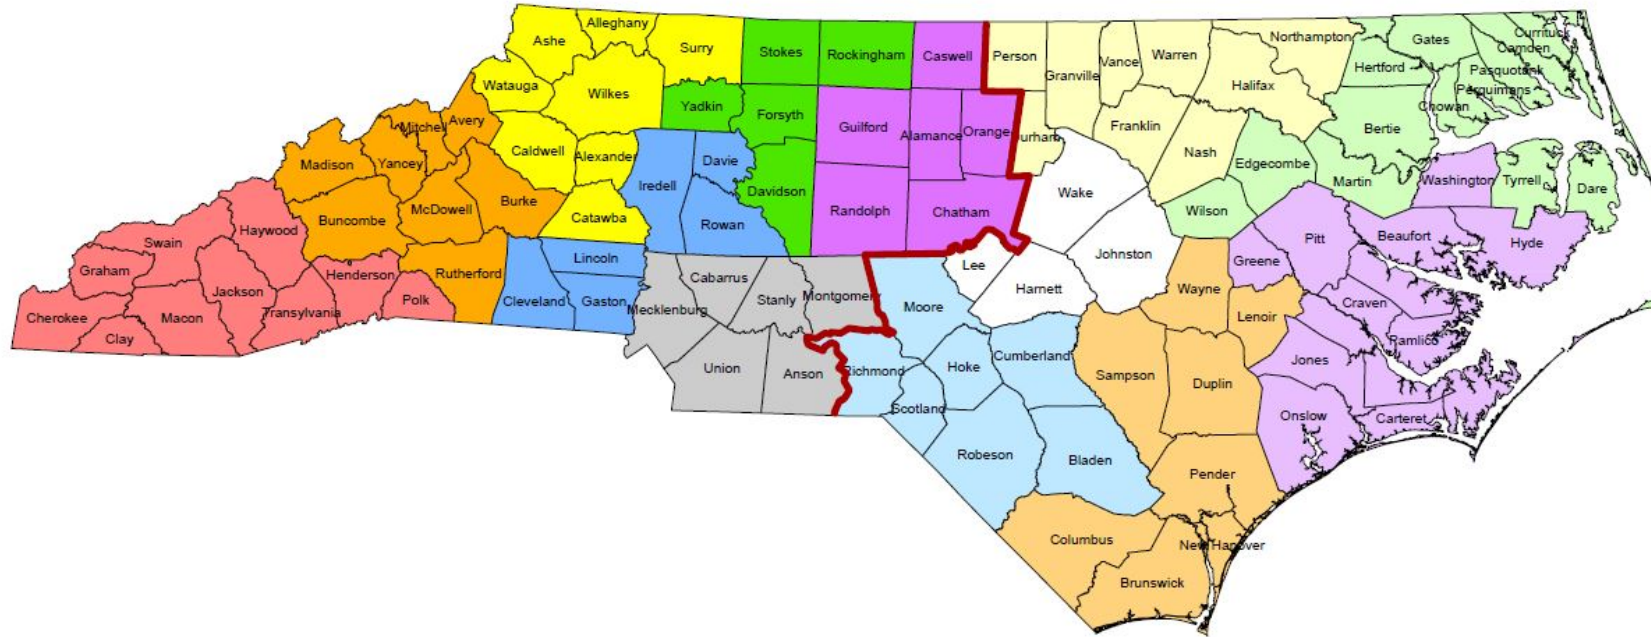 Alleghany
Ashe
Surry
Stokes
Rockingham
Caswell
Person
Granville
Vance
Warren
Northampton
Gates
Currituck
Camden
Pasquotank
Perquimans
Chowan
Hertford
Halifax
Watauga
Wilkes
Yadkin
Forsyth
Guilford
Alamance
Orange
urham
Franklin
Nash
Edgecombe
Bertie
Martin
Washington
Tyrrell
Dare
Mitchell
Avery
Caldwell
Alexander
Davie
Iredell
Davidson
Randolph
Chatham
Wake
Wilson
Madison
Yancey
McDowell
Burke
Catawba
Rowan
Buncombe
Haywood
Swain
Graham
Cherokee
Clay
Macon
Jackson
Transylvania
Henderson
Polk
Rutherford
Cleveland
Lincoln
Gaston
Mecklenburg
Cabarrus
Stanly
Montgomery
Union
Anson
Richmond
Moore
Lee
Harnett
Johnston
Wayne
Greene
Pitt
Beaufort
Hyde
Lenoir
Craven
Pamlico
Jones
Carteret
Onslow
Hoke
Cumberland
Scotland
Robeson
Bladen
Sampson
Duplin
Pender
Columbus
Brunswick
New Hanover